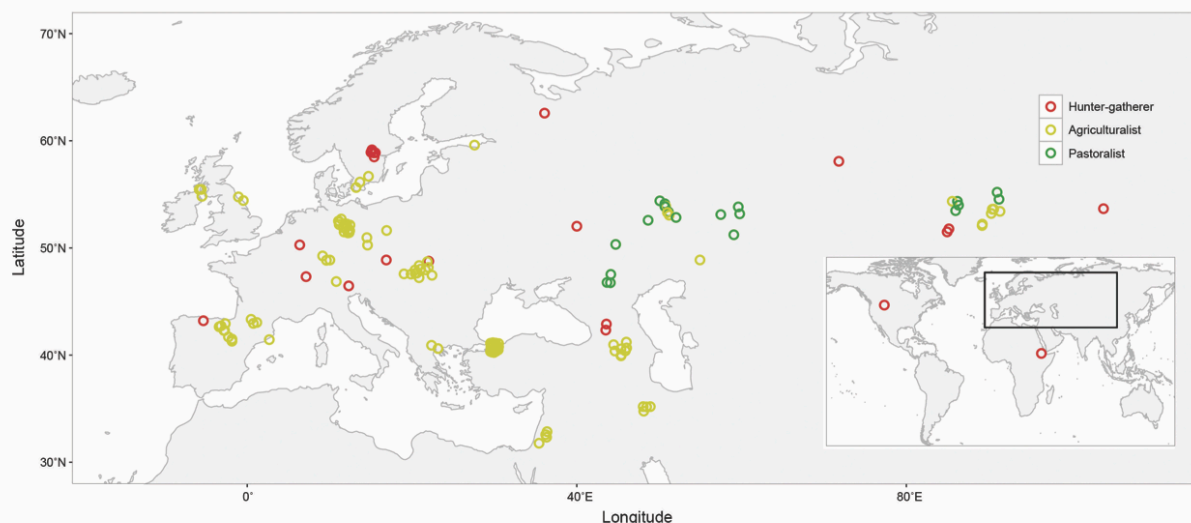 70°N
60°N
50°N
40°N
30°N
Latitude
0°
40°E
80°E
Longitude
Hunter-gatherer
Agriculturalist
Pastoralist